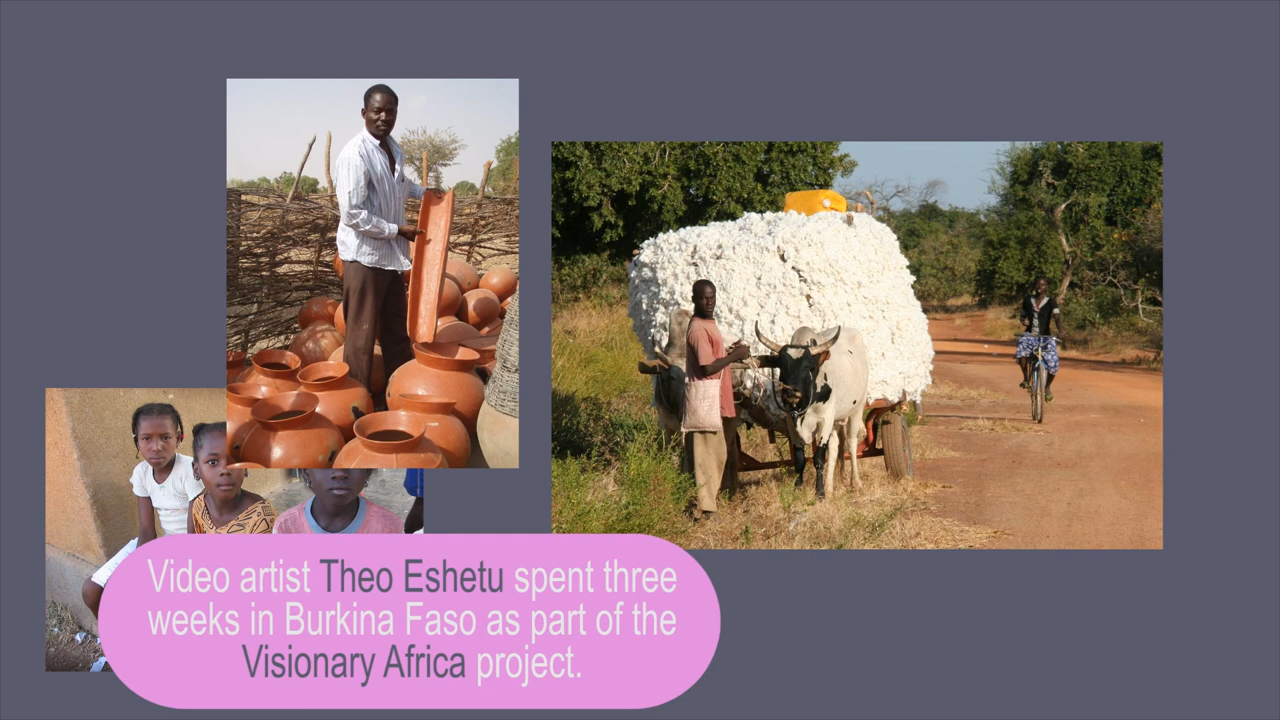 Video artist Theo Eshetu spent three
weeks in Burkina Faso as part of the
Visionary Africa project.